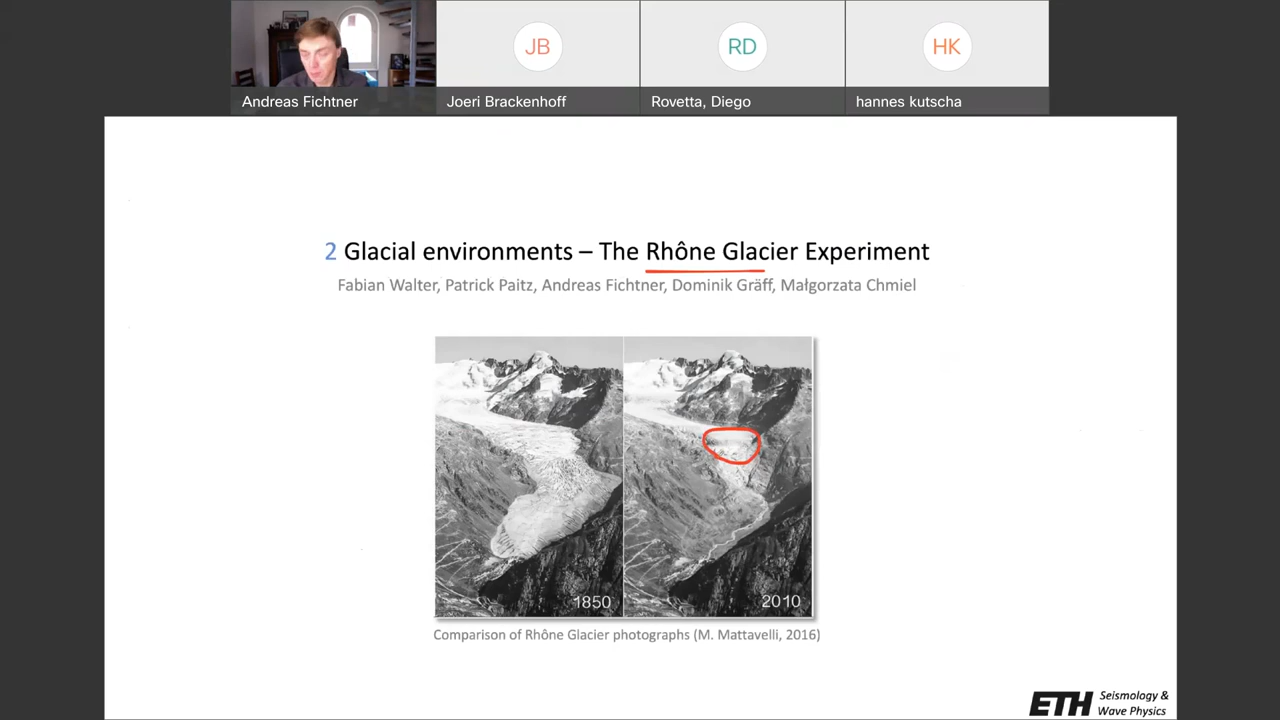 JB
RD
HK
Andreas Fichtner
Joeri Brackenhoff
Rovetta, Diego
hannes kutscha
2 Glacial environments – The Rhône Glacier Experiment
Fabian Walter, Patrick Paitz, Andreas Fichtner, Dominik Gräff, Małgorzata Chmiel
1850
2010
Comparison of Rhône Glacier photographs (M. Mattavelli, 2016)
ETH
Seismology &
Wave Physics